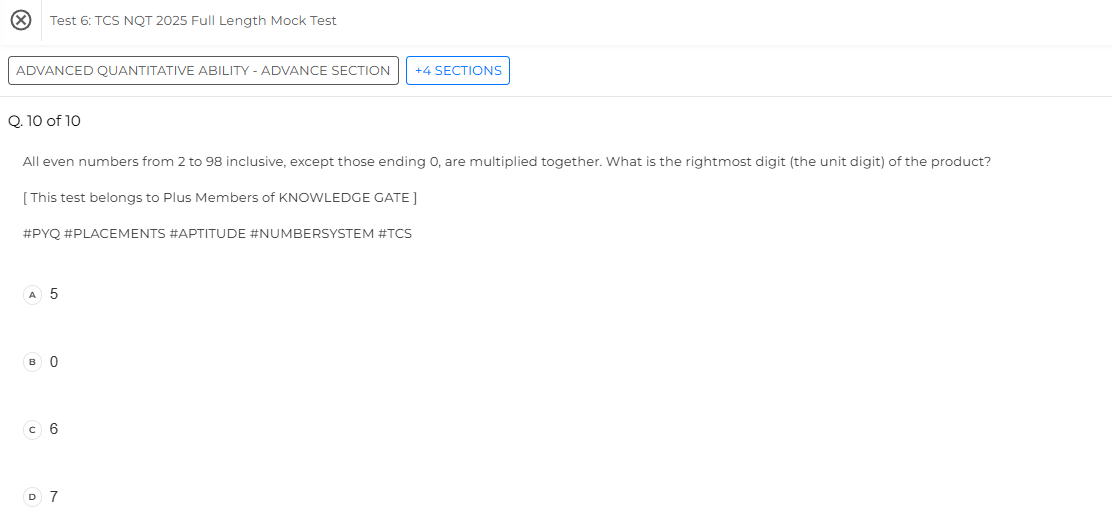 Test 6: TCS NQT 2025 Full Length Mock Test
ADVANCED QUANTITATIVE ABILITY - ADVANCE SECTION
+4 SECTIONS
Q. 10 of 10
All even numbers from 2 to 98 inclusive, except those ending 0, are multiplied together. What is the rightmost digit (the unit digit) of the product?
[ This test belongs to Plus Members of KNOWLEDGE GATE ]
#PYQ #PLACEMENTS #APTITUDE #NUMBERSYSTEM #TCS
A 5
B 0
C 6
D 7